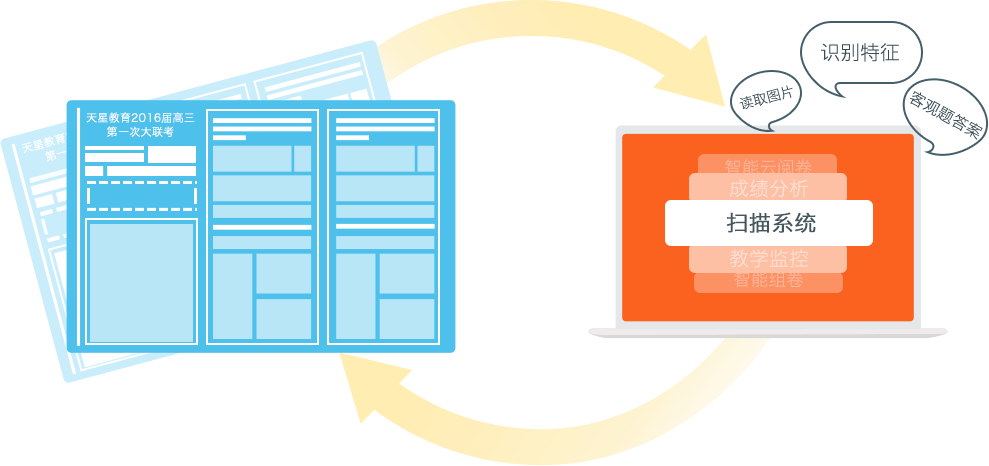 天星教育2016届高三
第一次大联考
天星教育
第一
识别特征
读取图片
客观题答案
智能云阅卷
成绩分析
扫描系统
教学监控
智能组卷